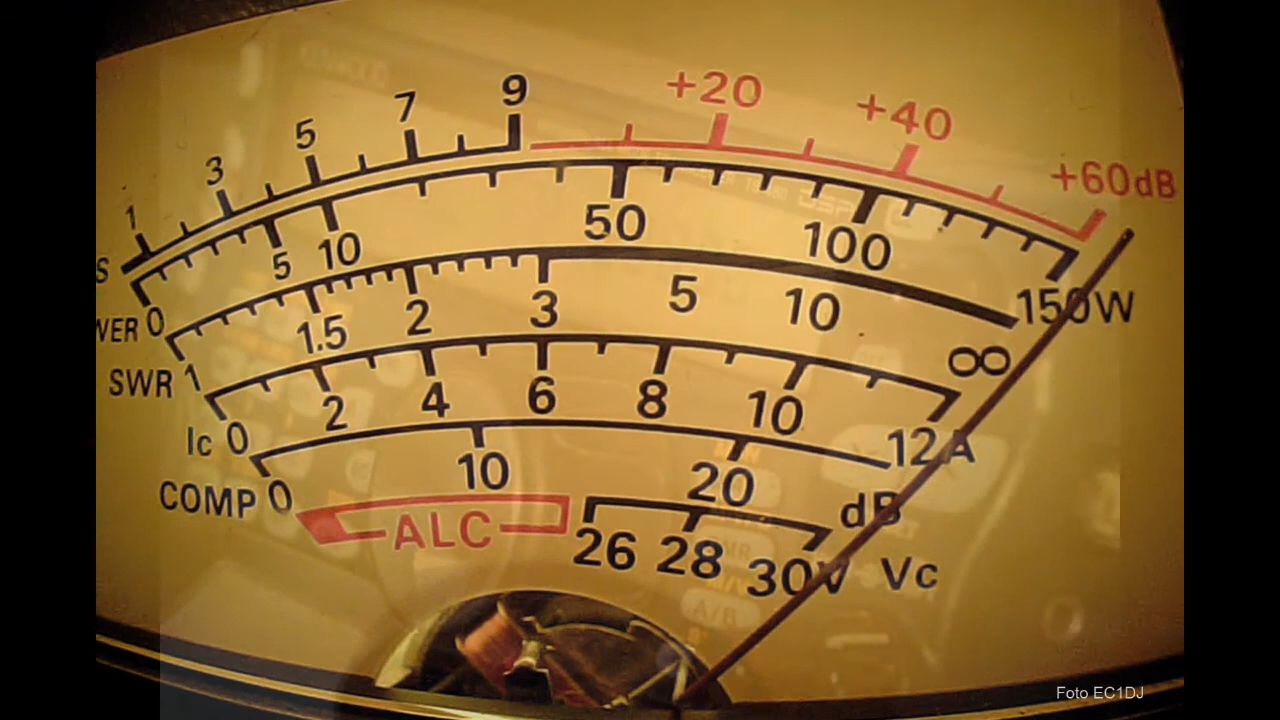 S 1 3 5 7 9 +20 +40 +60dB
WER 0 5 10 50 100 150W
SWR 1 1.5 2 3 5 10 ∞
Ic 0 2 4 6 8 10 12A
COMP 0 10 20 dB
ALC 26 28 30V Vc
Foto EC1DJ